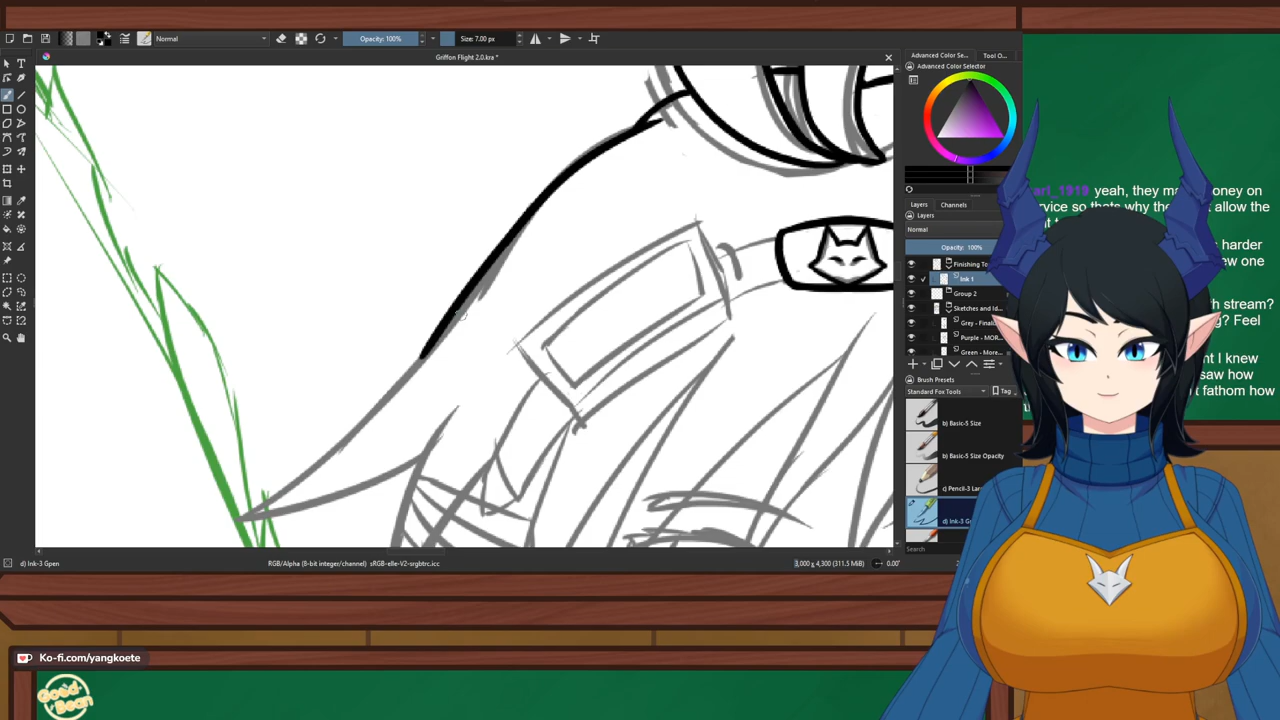 Normal
Opacity: 100%
Size: 7.00 px
Griffon Flight 2.0.kra *
Advanced Color Se...
Tool O...
Advanced Color Selector
Layers
Channels
Layers
Normal
Opacity: 100%
Finishing To
Ink 1
Group 2
Sketches and Id
Grey - Finali
Purple - MOR
Green - More
Brush Presets
Standard Fox Tools
Tag
b) Basic-5 Size
b) Basic-5 Size Opacity
c) Pencil-3 Lar
d) Ink-3 G
Search
d) Ink-3 Gpen
RGB/Alpha (8-bit integer/channel) sRGB-elle-V2-srgbtrc.icc
3,000 x 4,300 (311.5 MiB)
0.00°
arl_1919 yeah, they ma oney on
rvice so thats why the t allow the
harder
ew one
h stream?
g? Feel
t I knew
saw how
t fathom how
Ko-fi.com/yangkoete
Good
Bean